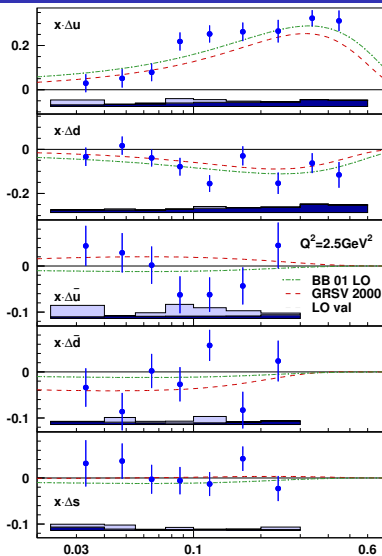 x·Δu
0.2
0
x·Δd
0
-0.2
Q²=2.5GeV²
0
BB 01 LO
GRSV 2000
LO val
-0.1
x·Δū
x·Δd̄
0
-0.1
x·Δs
0
-0.1
0.03 0.1 0.6